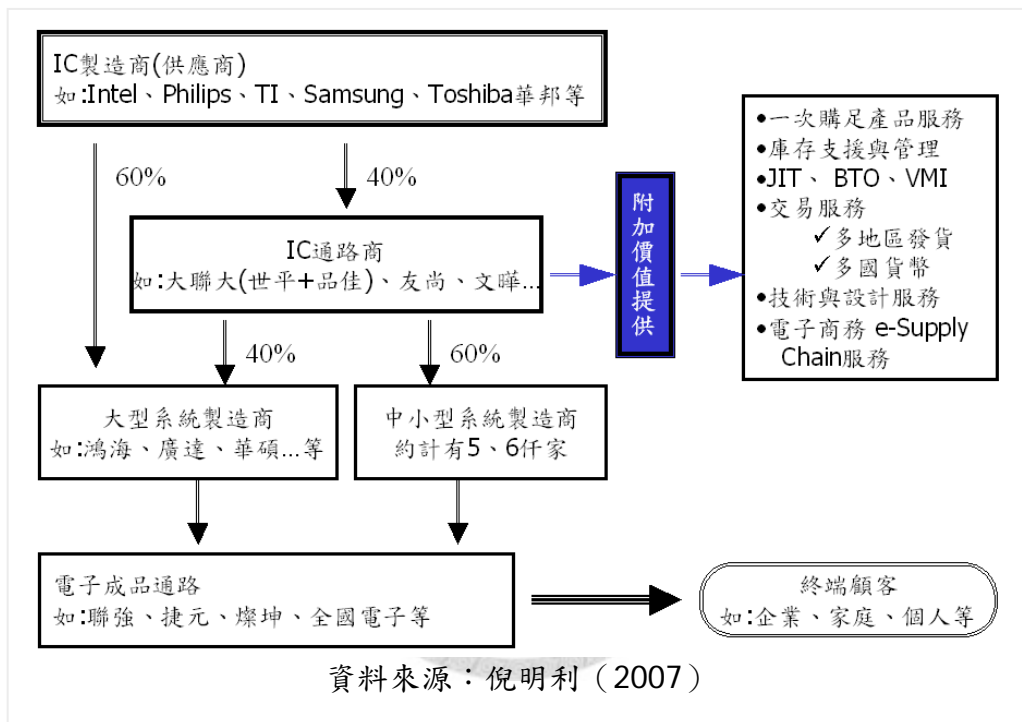 IC製造商(供應商)
如:Intel、Philips、TI、Samsung、Toshiba華邦等
60%
40%
IC通路商
如:大聯大(世平+品佳)、友尚、文曄...
附加價值提供
•一次購足產品服務
•庫存支援與管理
•JIT、 BTO、VMI
•交易服務
✓多地區發貨
✓多國貨幣
•技術與設計服務
•電子商務 e-Supply
Chain服務
40%
60%
大型系統製造商
如:鴻海、廣達、華碩...等
中小型系統製造商
約計有5、6仟家
電子成品通路
如:聯強、捷元、燦坤、全國電子等
終端顧客
如:企業、家庭、個人等
資料來源：倪明利（2007）